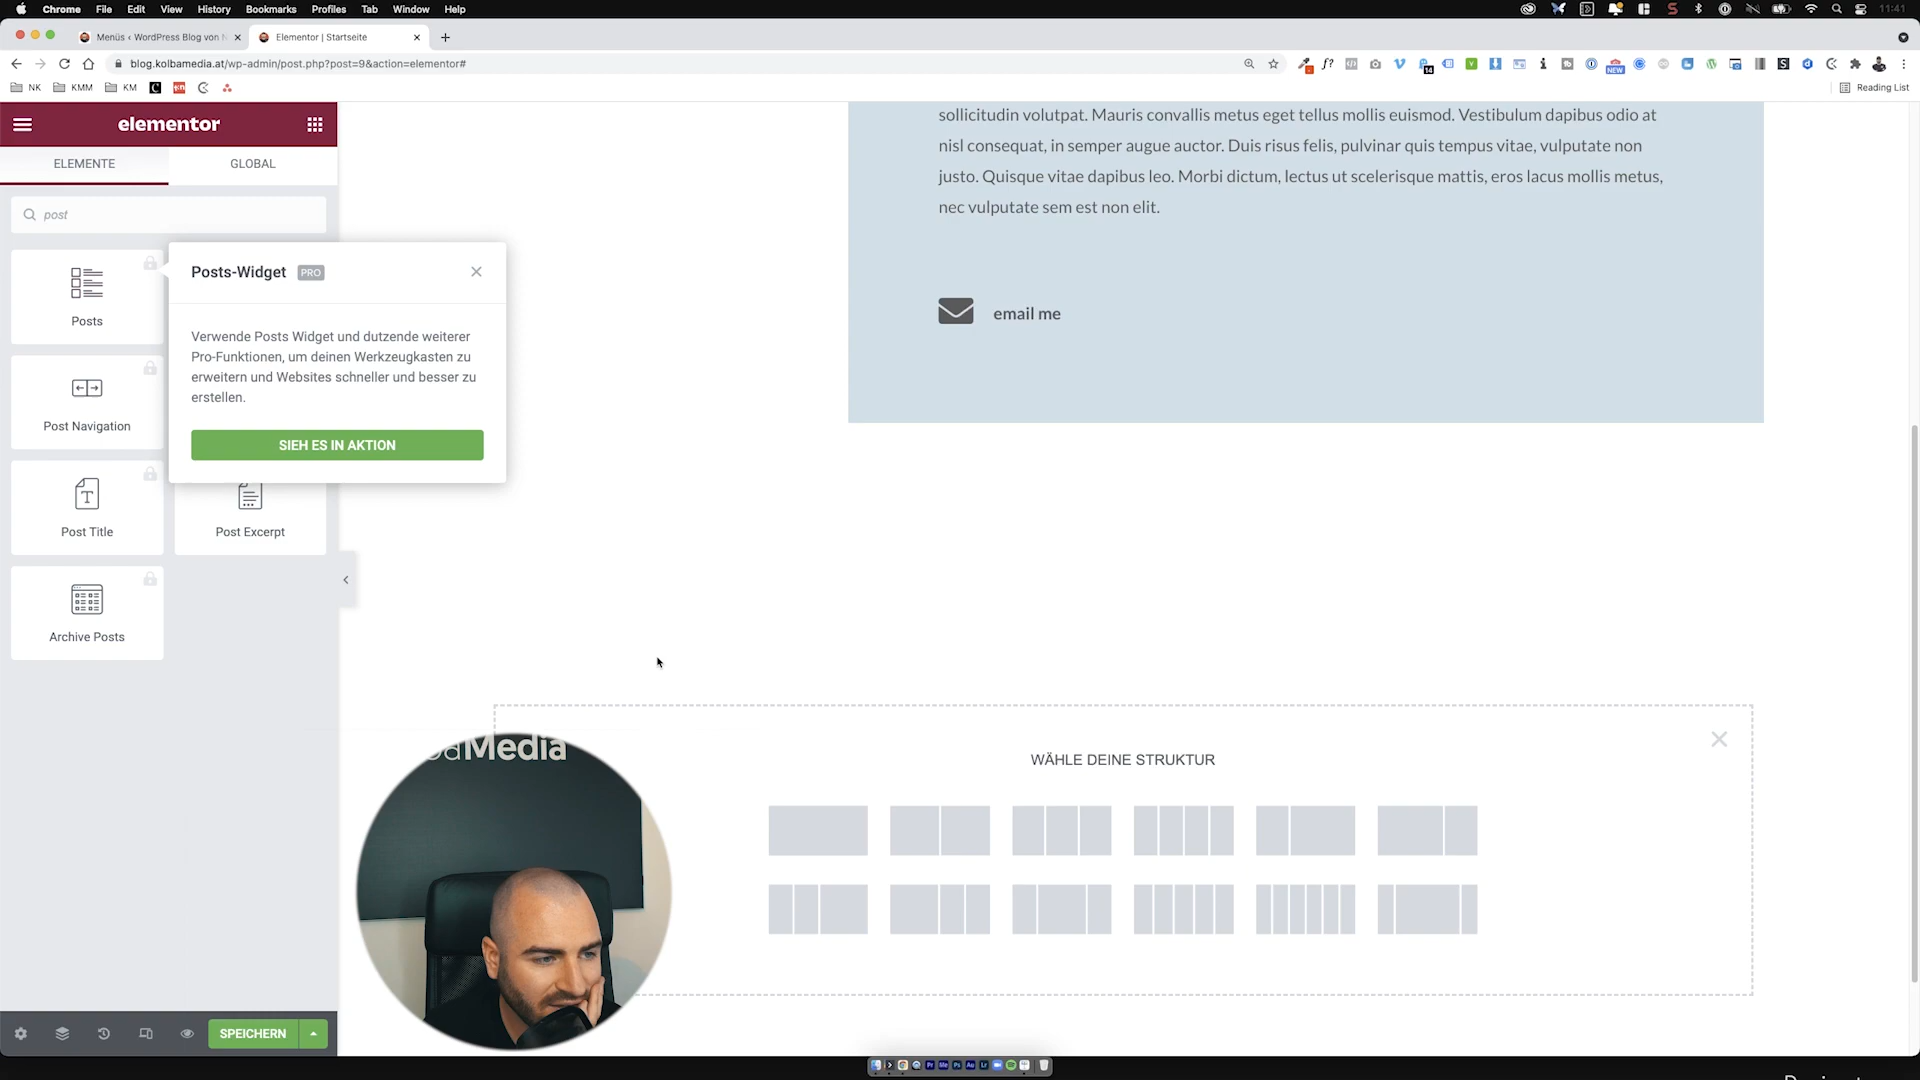 Chrome File Edit View History Bookmarks Profiles Tab Window Help 11:41
Menüs ‹ WordPress Blog von
Elementor | Startseite
blog.kolbamedia.at/wp-admin/post.php?post=9&action=elementor#
NK KMM KM Reading List
elementor
ELEMENTE GLOBAL
post
Posts
Post Navigation
Post Title
Post Excerpt
Archive Posts
Posts-Widget PRO
Verwende Posts Widget und dutzende weiterer
Pro-Funktionen, um deinen Werkzeugkasten zu
erweitern und Websites schneller und besser zu
erstellen.
SIEH ES IN AKTION
SPEICHERN
sollicitudin volutpat. Mauris convallis metus eget tellus mollis euismod. Vestibulum dapibus odio at
nisl consequat, in semper augue auctor. Duis risus felis, pulvinar quis tempus vitae, vulputate non
justo. Quisque vitae dapibus leo. Morbi dictum, lectus ut scelerisque mattis, eros lacus mollis metus,
nec vulputate sem est non elit.
email me
WÄHLE DEINE STRUKTUR
Media